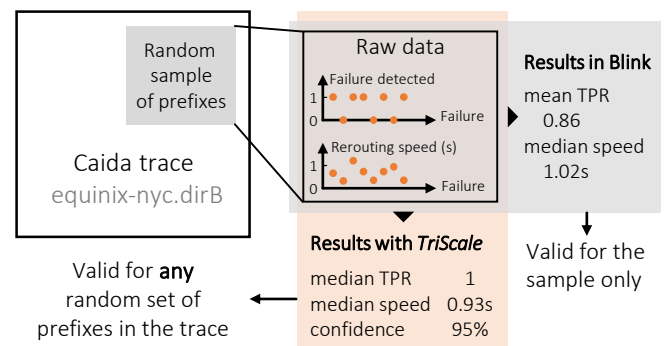 Random
sample
of prefixes
Caida trace
equinix-nyc.dirB
Raw data
Failure detected
1
0
Failure
Rerouting speed (s)
1
0
Failure
Results in Blink
mean TPR
0.86
median speed
1.02s
Valid for the
sample only
Results with TriScale
median TPR 1
median speed 0.93s
confidence 95%
Valid for any
random set of
prefixes in the trace